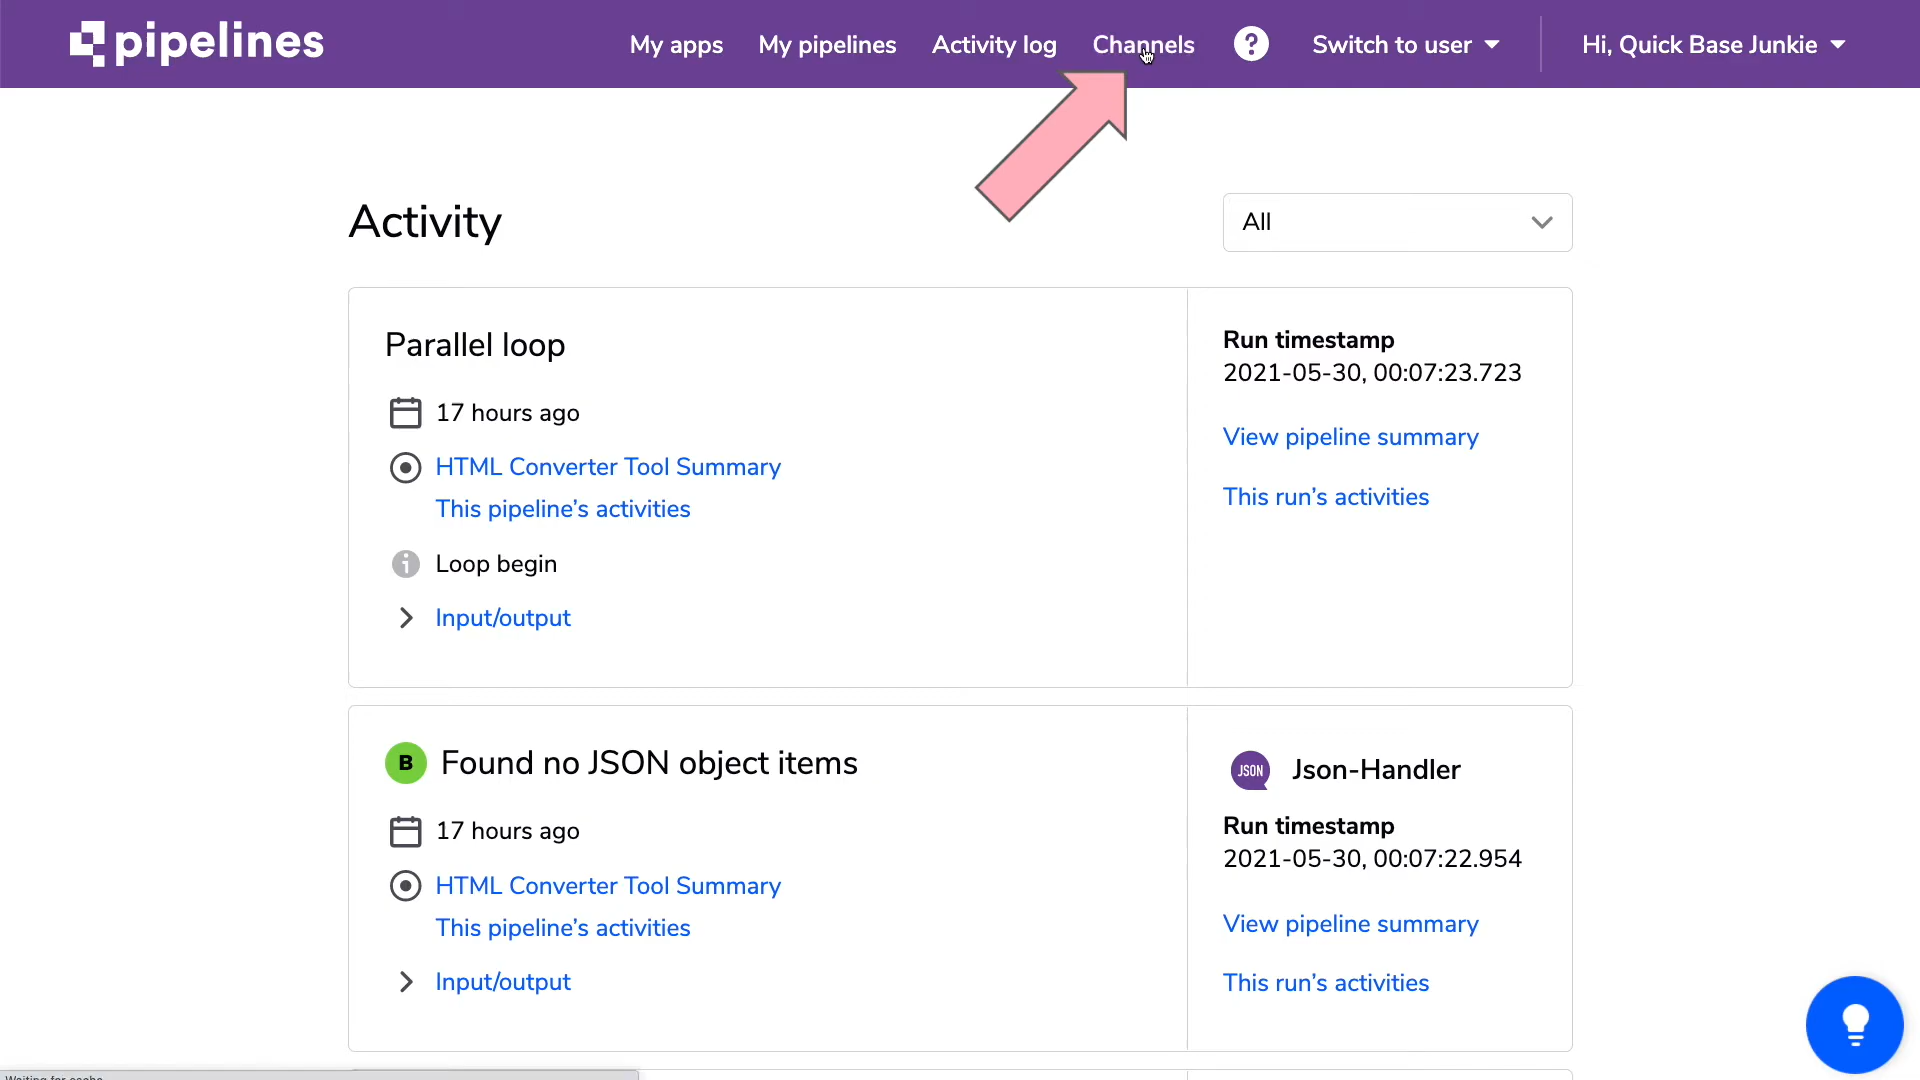 pipelines
My apps My pipelines Activity log Channels ? Switch to user Hi, Quick Base Junkie
Activity
All
Parallel loop
17 hours ago
HTML Converter Tool Summary
This pipeline's activities
Loop begin
Input/output
Run timestamp
2021-05-30, 00:07:23.723
View pipeline summary
This run's activities
B Found no JSON object items
17 hours ago
HTML Converter Tool Summary
This pipeline's activities
Input/output
JSON Json-Handler
Run timestamp
2021-05-30, 00:07:22.954
View pipeline summary
This run's activities
Waiting for cache